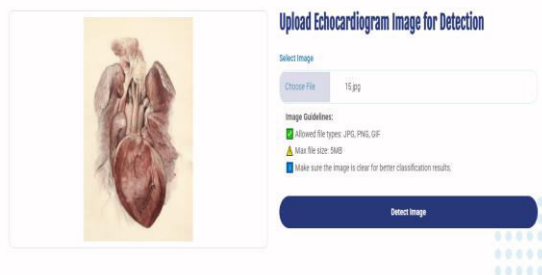 Upload Echocardiogram Image for Detection
Select Image
Choose File 15.jpg
Image Guidelines:
Allowed file types: JPG, PNG, GIF
Max file size: 5MB
Make sure the image is clear for better classification results.
Detect Image